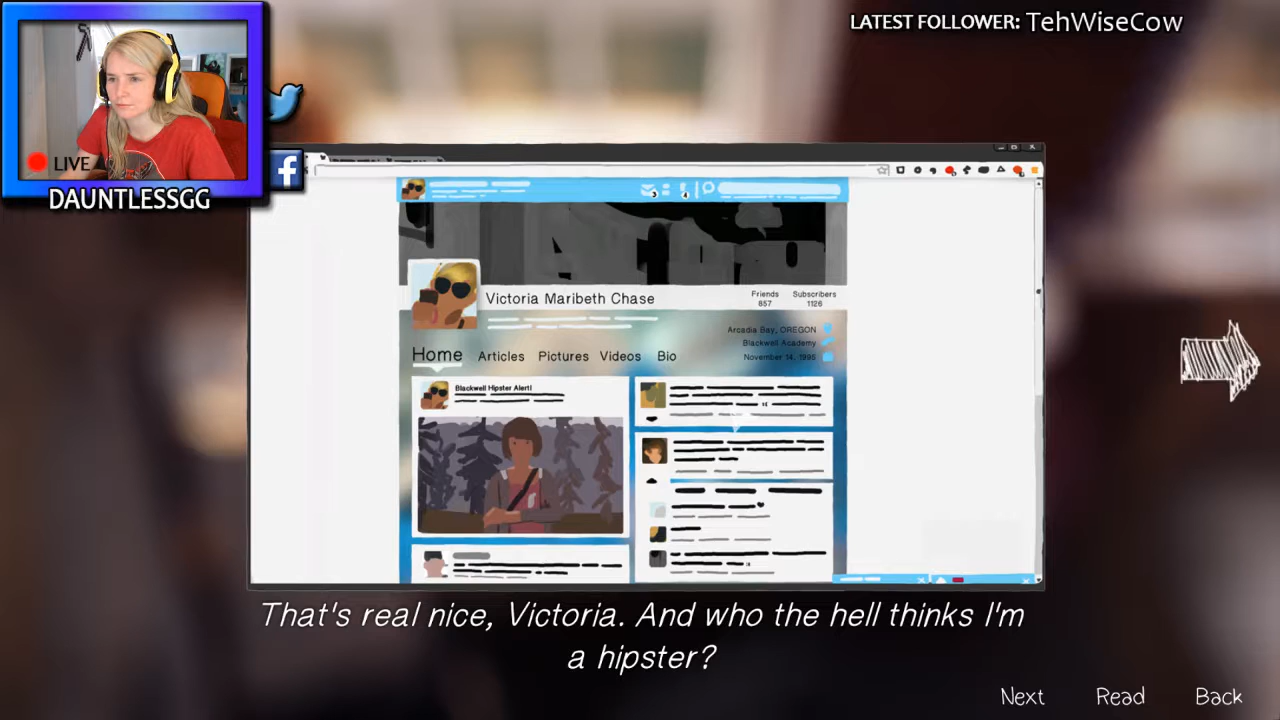 LATEST FOLLOWER: TehWiseCow
LIVE
DAUNTLESSGG
Victoria Maribeth Chase
Friends
857
Subscribers
1126
Arcadia Bay, OREGON
Blackwell Academy
November 14, 1995
Home Articles Pictures Videos Bio
Blackwell Hipster Alert!
That's real nice, Victoria. And who the hell thinks I'm
a hipster?
Next Read Back